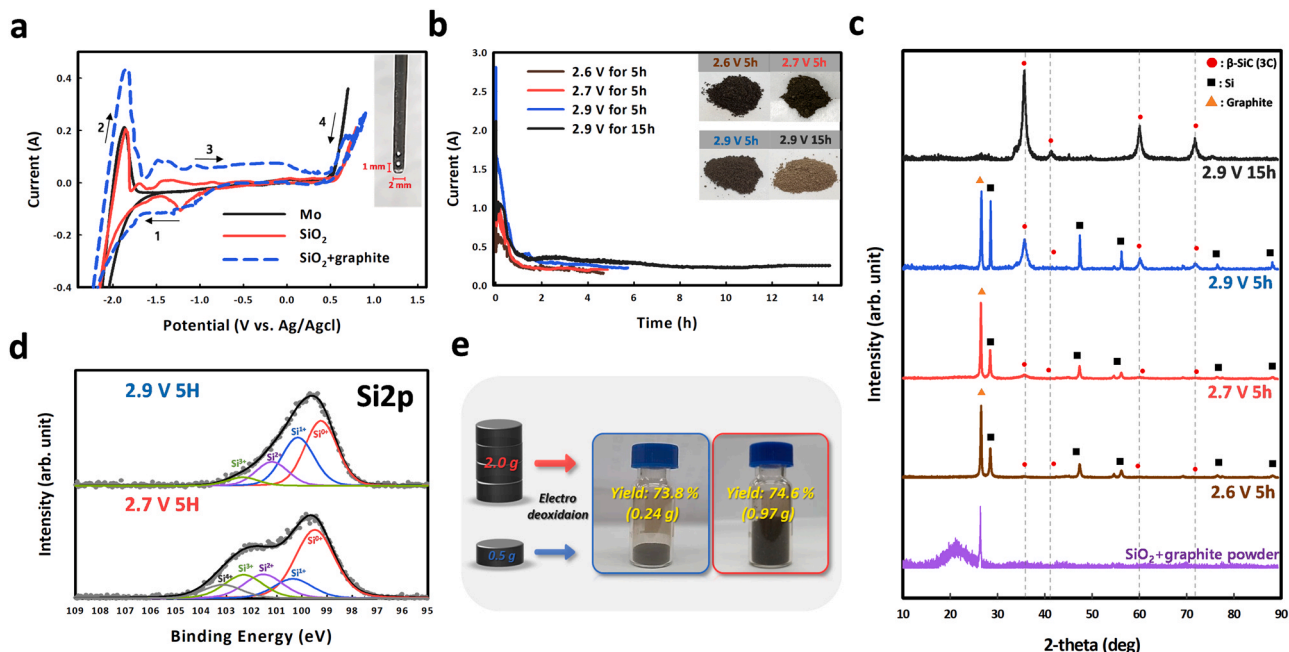 a
Current (A)
0.4
0.2
0.0
-0.2
-0.4
-2.0
-1.5
-1.0
-0.5
0.0
0.5
1.0
1.5
Potential (V vs. Ag/Agcl)
1
2
3
4
Mo
SiO₂
SiO₂+graphite
1 mm
2 mm
b
Current (A)
3.0
2.5
2.0
1.5
1.0
0.5
0.0
0
2
4
6
8
10
12
14
Time (h)
2.6 V for 5h
2.7 V for 5h
2.9 V for 5h
2.9 V for 15h
2.6 V 5h
2.7 V 5h
2.9 V 5h
2.9 V 15h
c
Intensity (arb. unit)
: β-SiC (3C)
: Si
: Graphite
2.9 V 15h
2.9 V 5h
2.7 V 5h
2.6 V 5h
SiO₂+graphite powder
10
20
30
40
50
60
70
80
90
2-theta (deg)
d
Intensity (arb. unit)
2.9 V 5H
Si2p
Si³⁺
Si²⁺
Si¹⁺
Si⁰⁺
2.7 V 5H
Si⁴⁺
Si³⁺
Si²⁺
Si¹⁺
Si⁰⁺
109
107
105
103
102
100
98
96
95
Binding Energy (eV)
e
2.0 g
Electro
deoxidaion
0.5 g
Yield: 73.8 %
(0.24 g)
Yield: 74.6 %
(0.97 g)